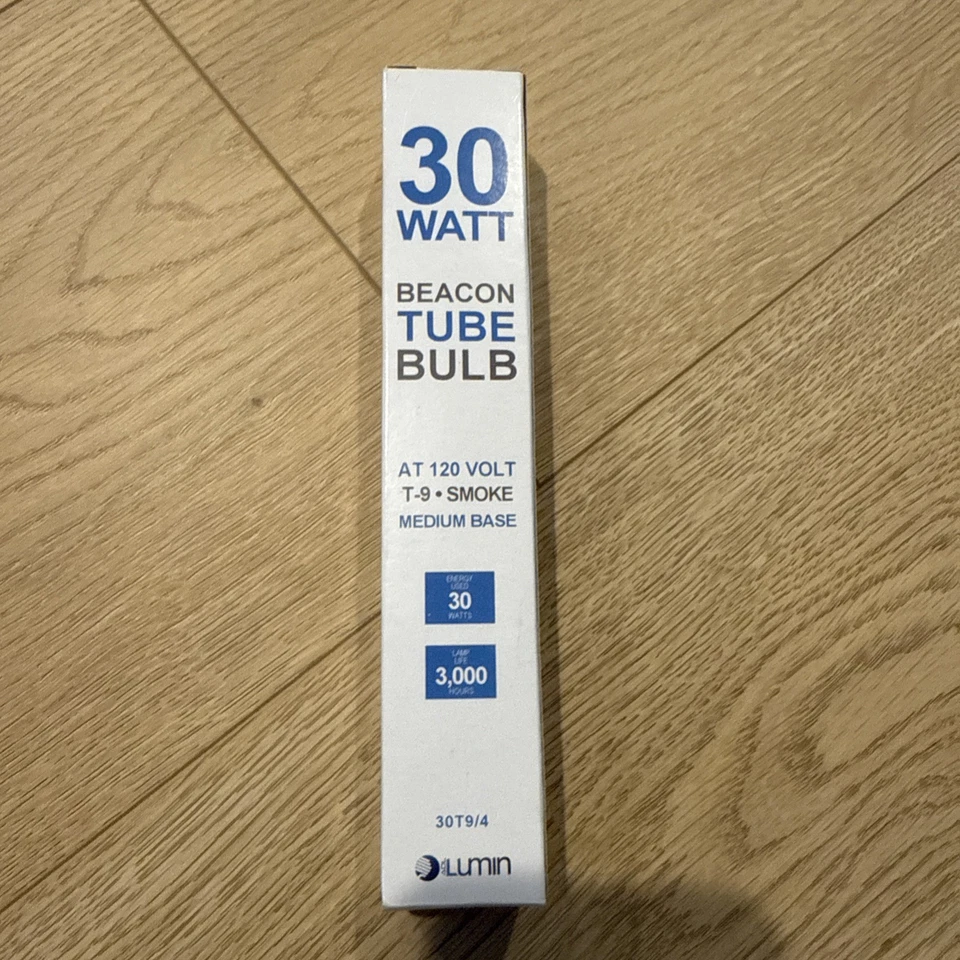 30
WATT
BEACON
TUBE
BULB
AT 120 VOLT
T-9 • SMOKE
MEDIUM BASE
ENERGY
USED
30
WATTS
LAMP
LIFE
3,000
HOURS
30T9/4
LUMIN